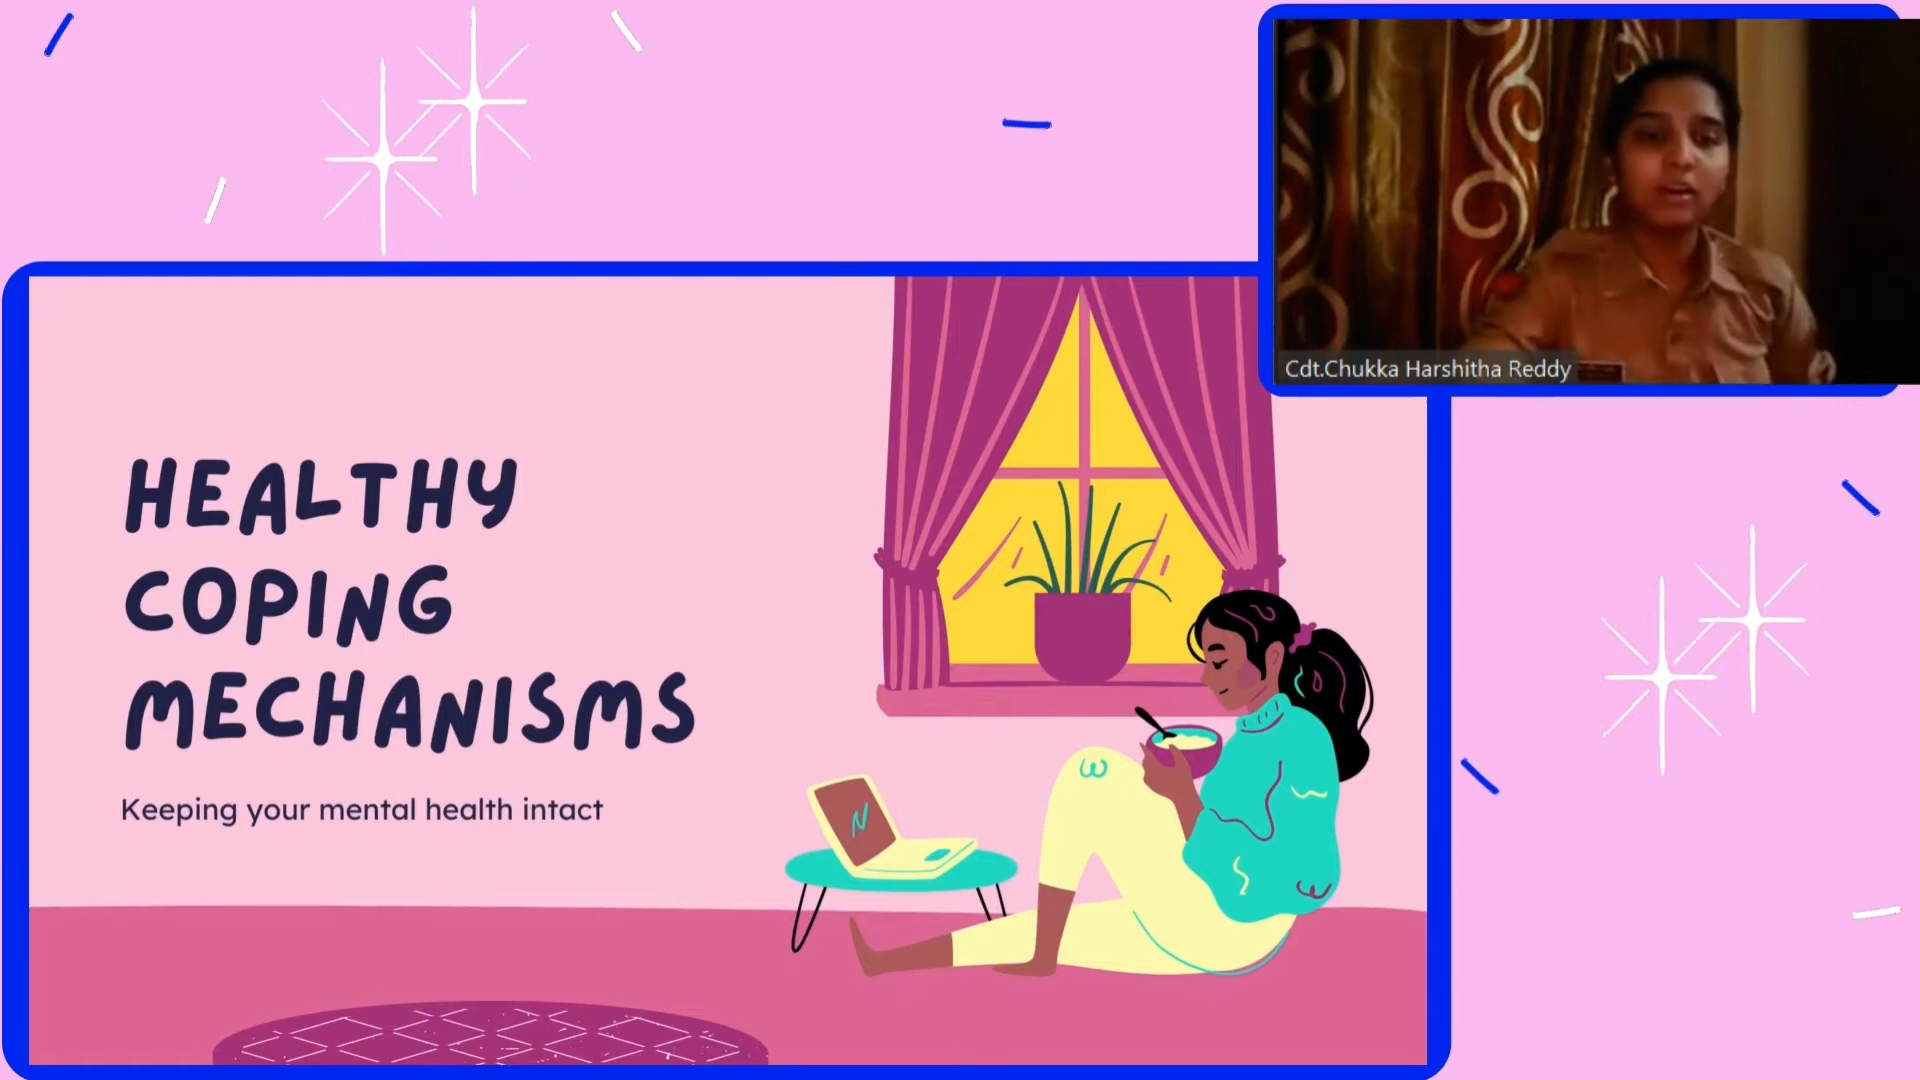 Cdt.Chukka Harshitha Reddy
HEALTHY
COPING
MECHANISMS
Keeping your mental health intact